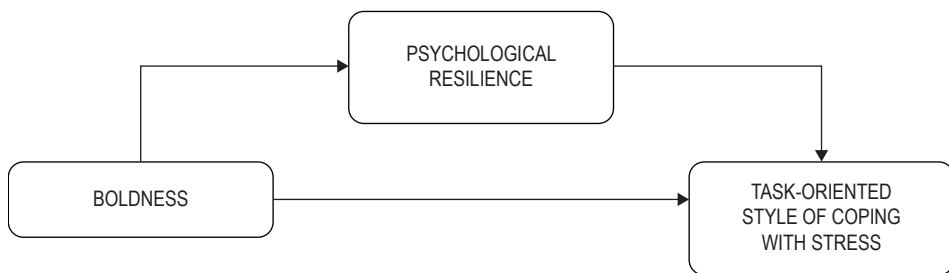 PSYCHOLOGICAL
RESILIENCE
BOLDNESS
TASK-ORIENTED
STYLE OF COPING
WITH STRESS